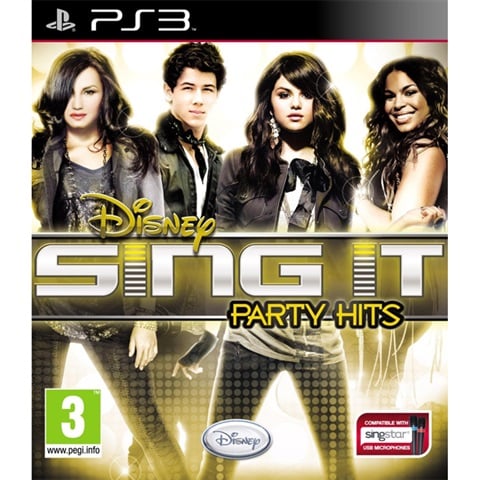 PS3
Disney
SING IT
PARTY HITS
3
www.pegi.info
Disney
COMPATIBLE WITH
singstar
USB MICROPHONES